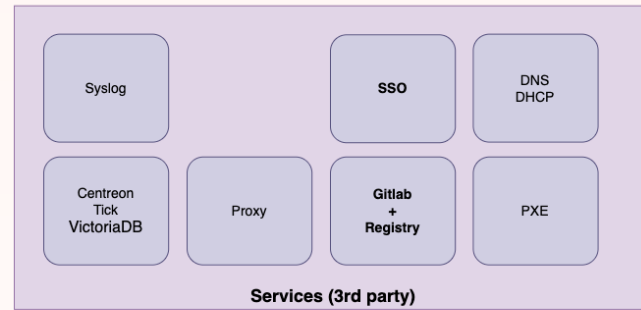 Syslog
SSO
DNS
DHCP
Centreon
Tick
VictoriaDB
Proxy
Gitlab
+
Registry
PXE
Services (3rd party)